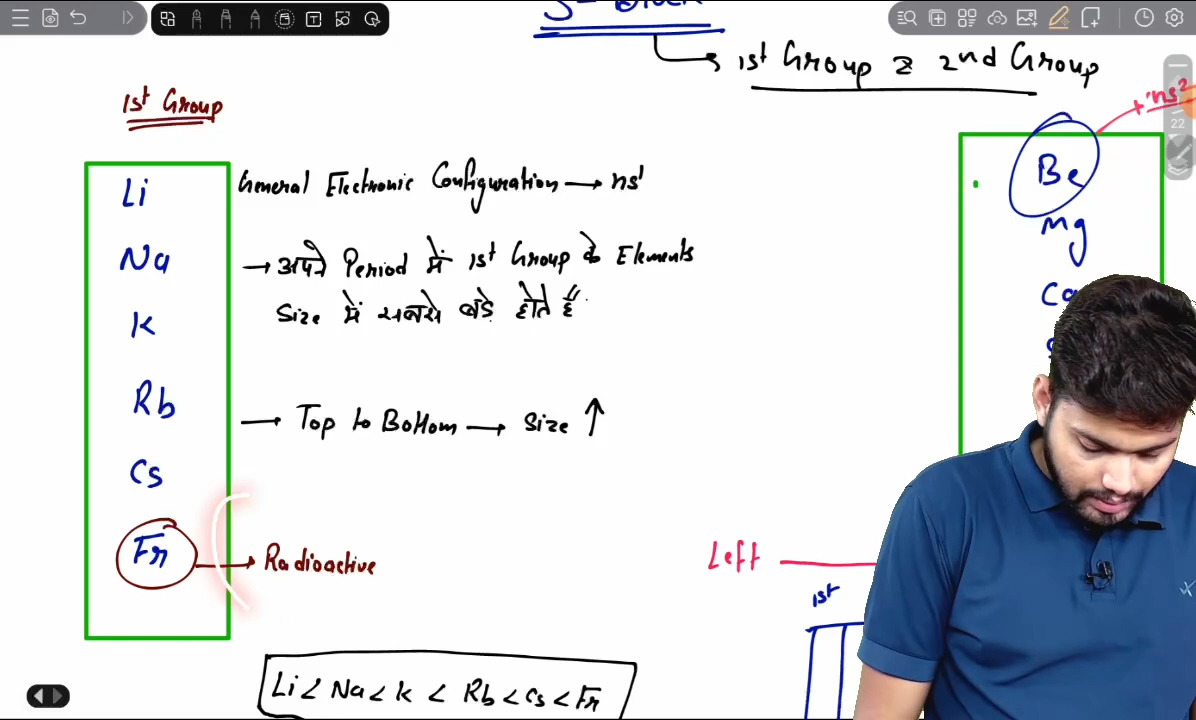 S-Block
1st Group & 2nd Group
1st Group
+ns²
22
Li
General Electronic Configuration → ns¹
Be
Na
→ अपने Period में 1st Group के Elements
Mg
Size में सबसे बड़े होते हैं
Ca
K
Rb
→ Top to Bottom → Size ↑
Cs
Fr
→ Radioactive
Left
1st
Li < Na < K < Rb < Cs < Fr